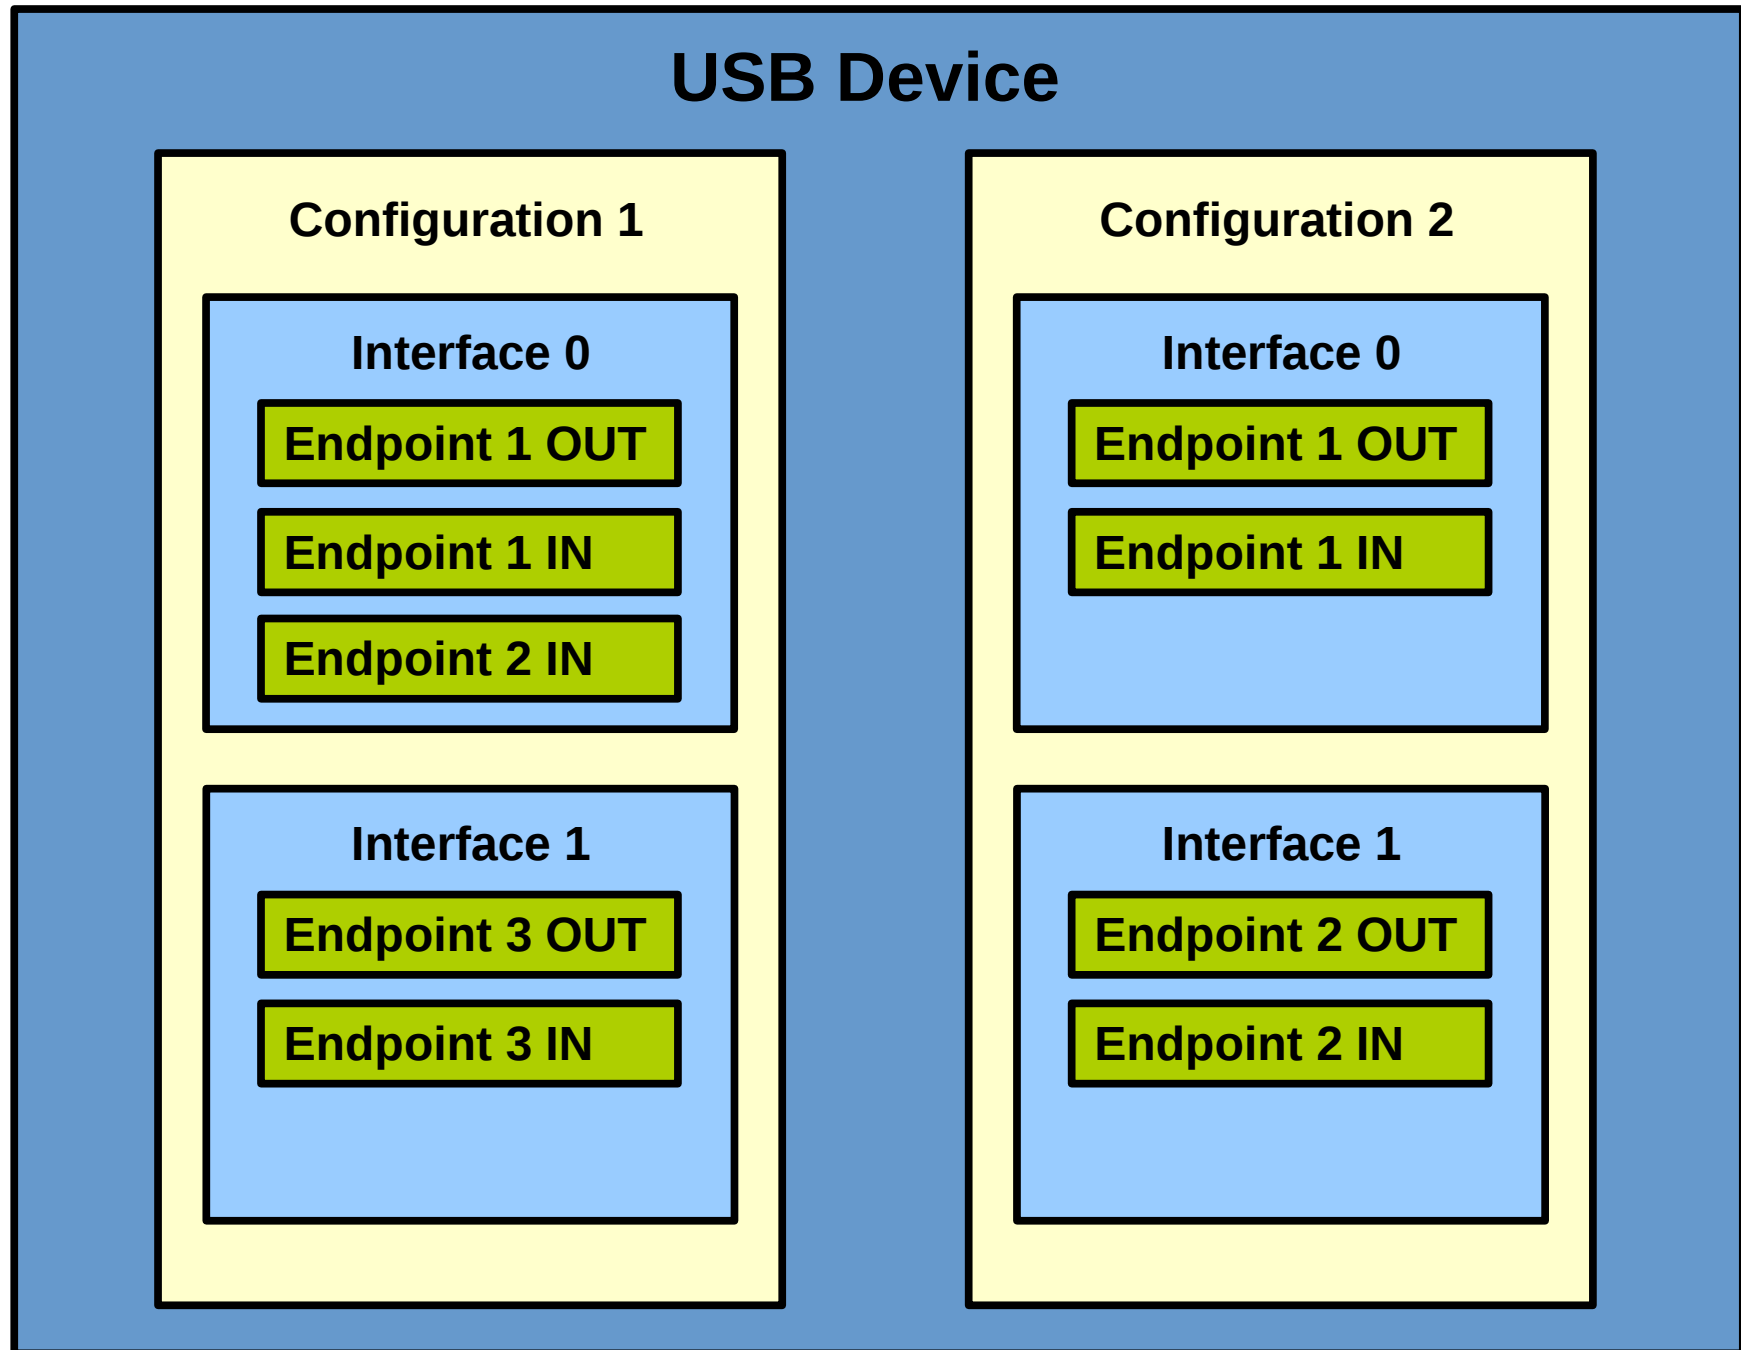 USB Device
Configuration 1
Interface 0
Endpoint 1 OUT
Endpoint 1 IN
Endpoint 2 IN
Interface 1
Endpoint 3 OUT
Endpoint 3 IN
Configuration 2
Interface 0
Endpoint 1 OUT
Endpoint 1 IN
Interface 1
Endpoint 2 OUT
Endpoint 2 IN